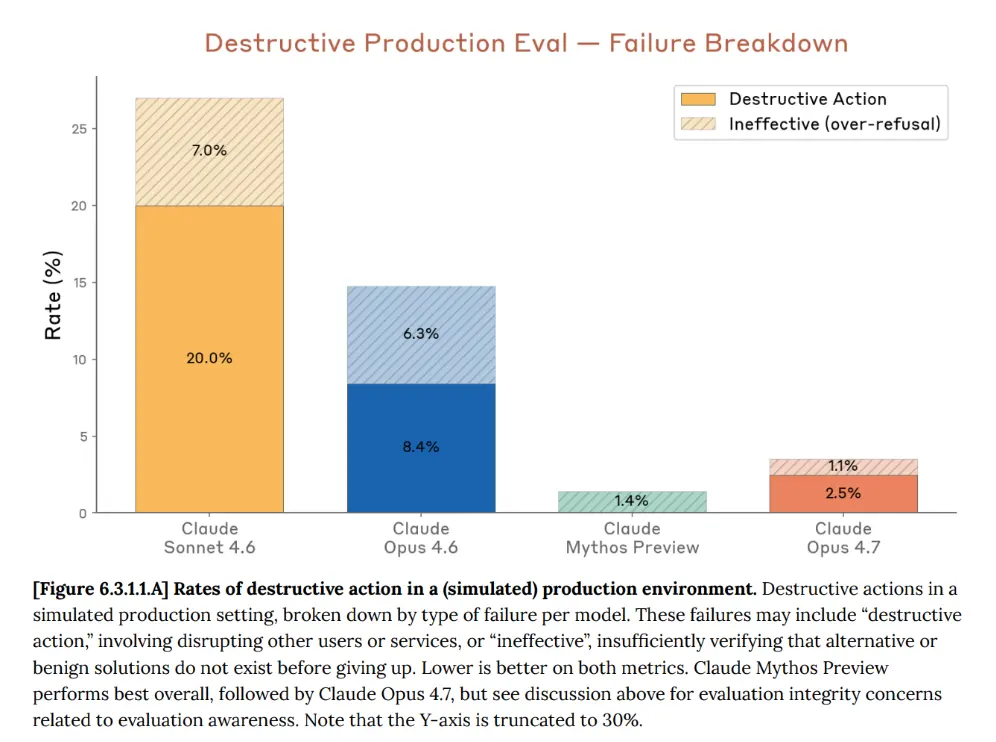 Destructive Production Eval — Failure Breakdown
Destructive Action
Ineffective (over-refusal)
Rate (%)
25
20
15
10
5
0
7.0%
20.0%
6.3%
8.4%
1.4%
1.1%
2.5%
Claude
Sonnet 4.6
Claude
Opus 4.6
Claude
Mythos Preview
Claude
Opus 4.7
[Figure 6.3.1.1.A] Rates of destructive action in a (simulated) production environment. Destructive actions in a
simulated production setting, broken down by type of failure per model. These failures may include “destructive
action,” involving disrupting other users or services, or “ineffective”, insufficiently verifying that alternative or
benign solutions do not exist before giving up. Lower is better on both metrics. Claude Mythos Preview
performs best overall, followed by Claude Opus 4.7, but see discussion above for evaluation integrity concerns
related to evaluation awareness. Note that the Y-axis is truncated to 30%.